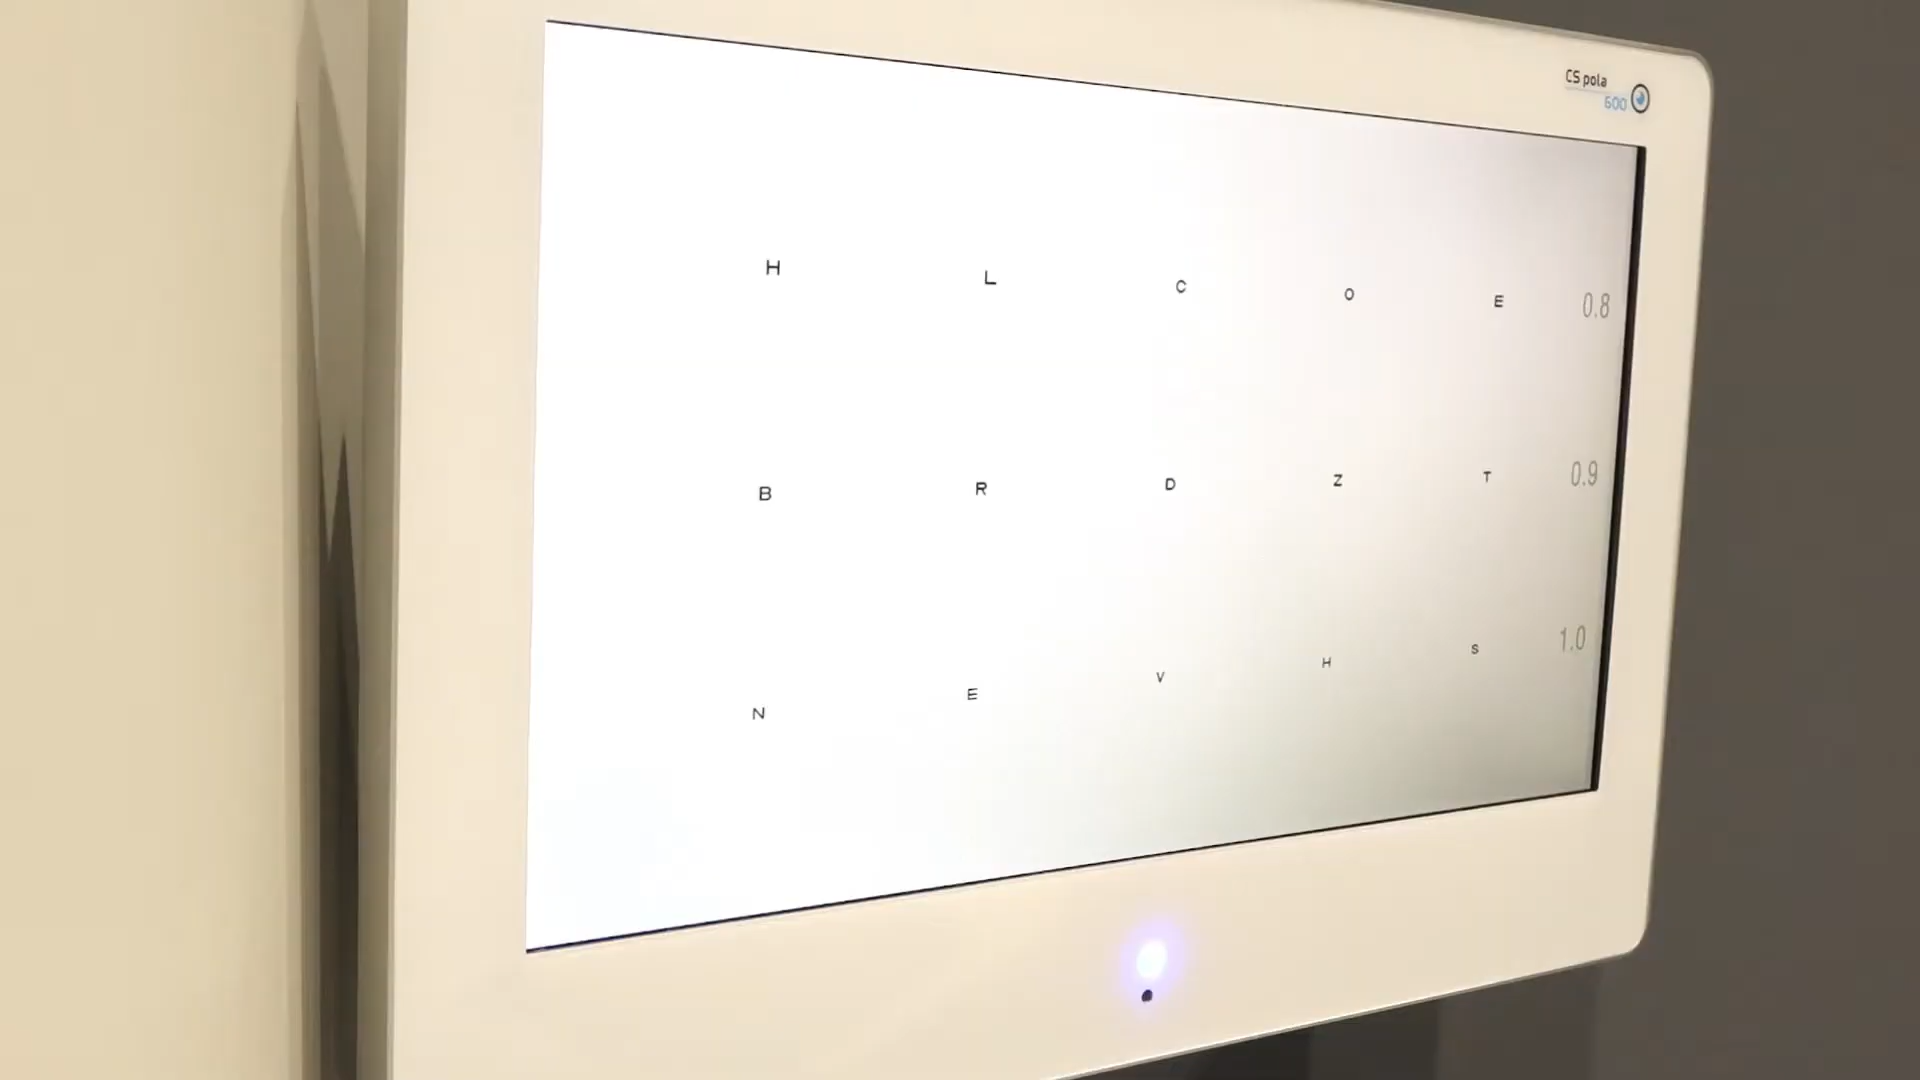 CS pola
600
H L C O E 0.8
B R D Z T 0.9
N E V H S 1.0